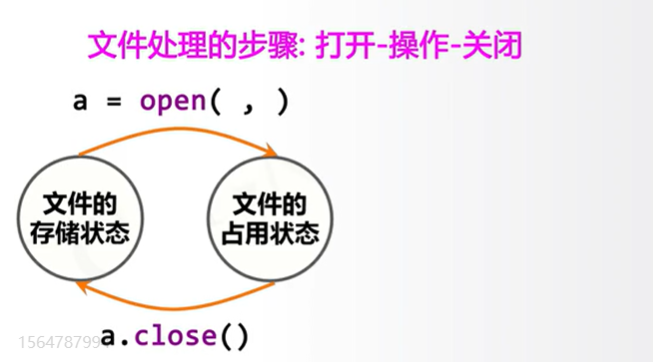 文件处理的步骤: 打开-操作-关闭
a = open( , )
文件的
存储状态
文件的
占用状态
a.close()